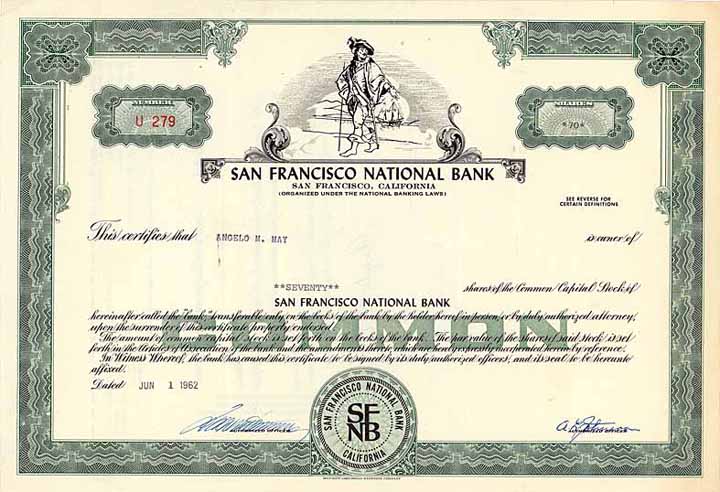 NUMBER
U 279
SHARES
*70*
SAN FRANCISCO NATIONAL BANK
SAN FRANCISCO, CALIFORNIA
(ORGANIZED UNDER THE NATIONAL BANKING LAWS)
SEE REVERSE FOR
CERTAIN DEFINITIONS
This certifies that ANGELO M. MAY is owner of
**SEVENTY** shares of the Common Capital Stock of
SAN FRANCISCO NATIONAL BANK
COMMON
hereinafter called the "bank," transferable only on the books of the bank by the holder hereof in person, or by duly authorized attorney,
upon the surrender of this certificate properly endorsed.
The amount of common capital stock is set forth on the books of the bank. The par value of the shares of said stock is set
forth in the Articles of Association of the bank and the amendments thereto which are hereby expressly incorporated herein by reference.
In Witness Whereof, the bank has caused this certificate to be signed by its duly authorized officers, and its seal to be hereunto
affixed.
Dated JUN 1 1962
SAN FRANCISCO NATIONAL BANK
SF
NB
CALIFORNIA